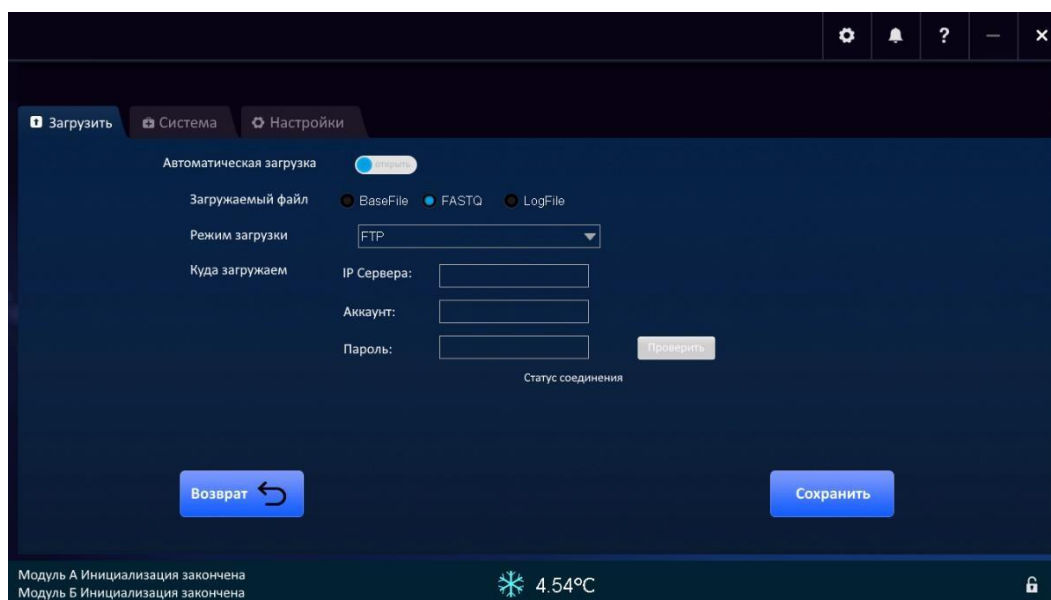 ?
Загрузить Система Настройки
Автоматическая загрузка открыть
Загружаемый файл BaseFile FASTQ LogFile
Режим загрузки FTP
Куда загружаем IP Сервера:
Аккаунт:
Пароль: Проверить
Статус соединения
Возврат Сохранить
Модуль А Инициализация закончена
4.54°C
Модуль Б Инициализация закончена